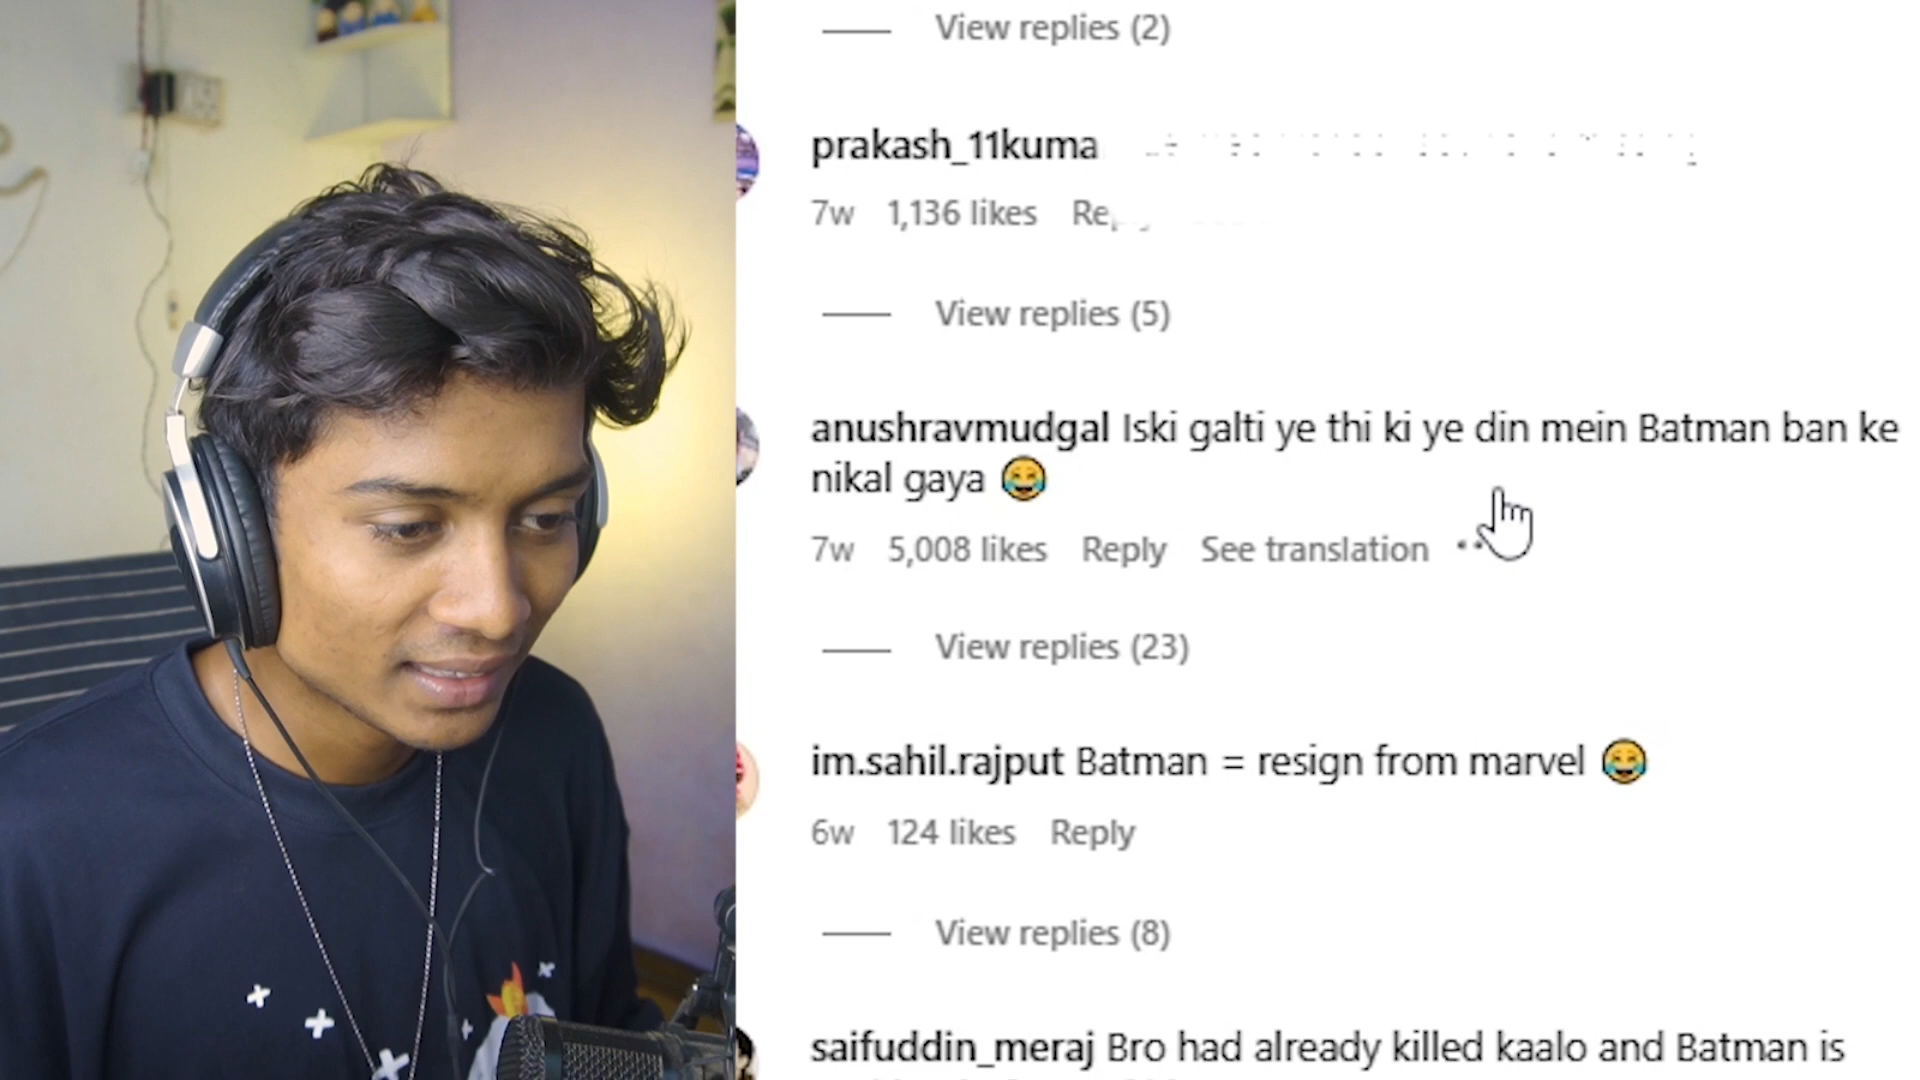 View replies (2)
prakash_11kuma
7w 1,136 likes Rep
View replies (5)
anushravmudgal Iski galti ye thi ki ye din mein Batman ban ke
nikal gaya 😂
7w 5,008 likes Reply See translation
View replies (23)
im.sahil.rajput Batman = resign from marvel 😂
6w 124 likes Reply
View replies (8)
saifuddin_meraj Bro had already killed kaalo and Batman is